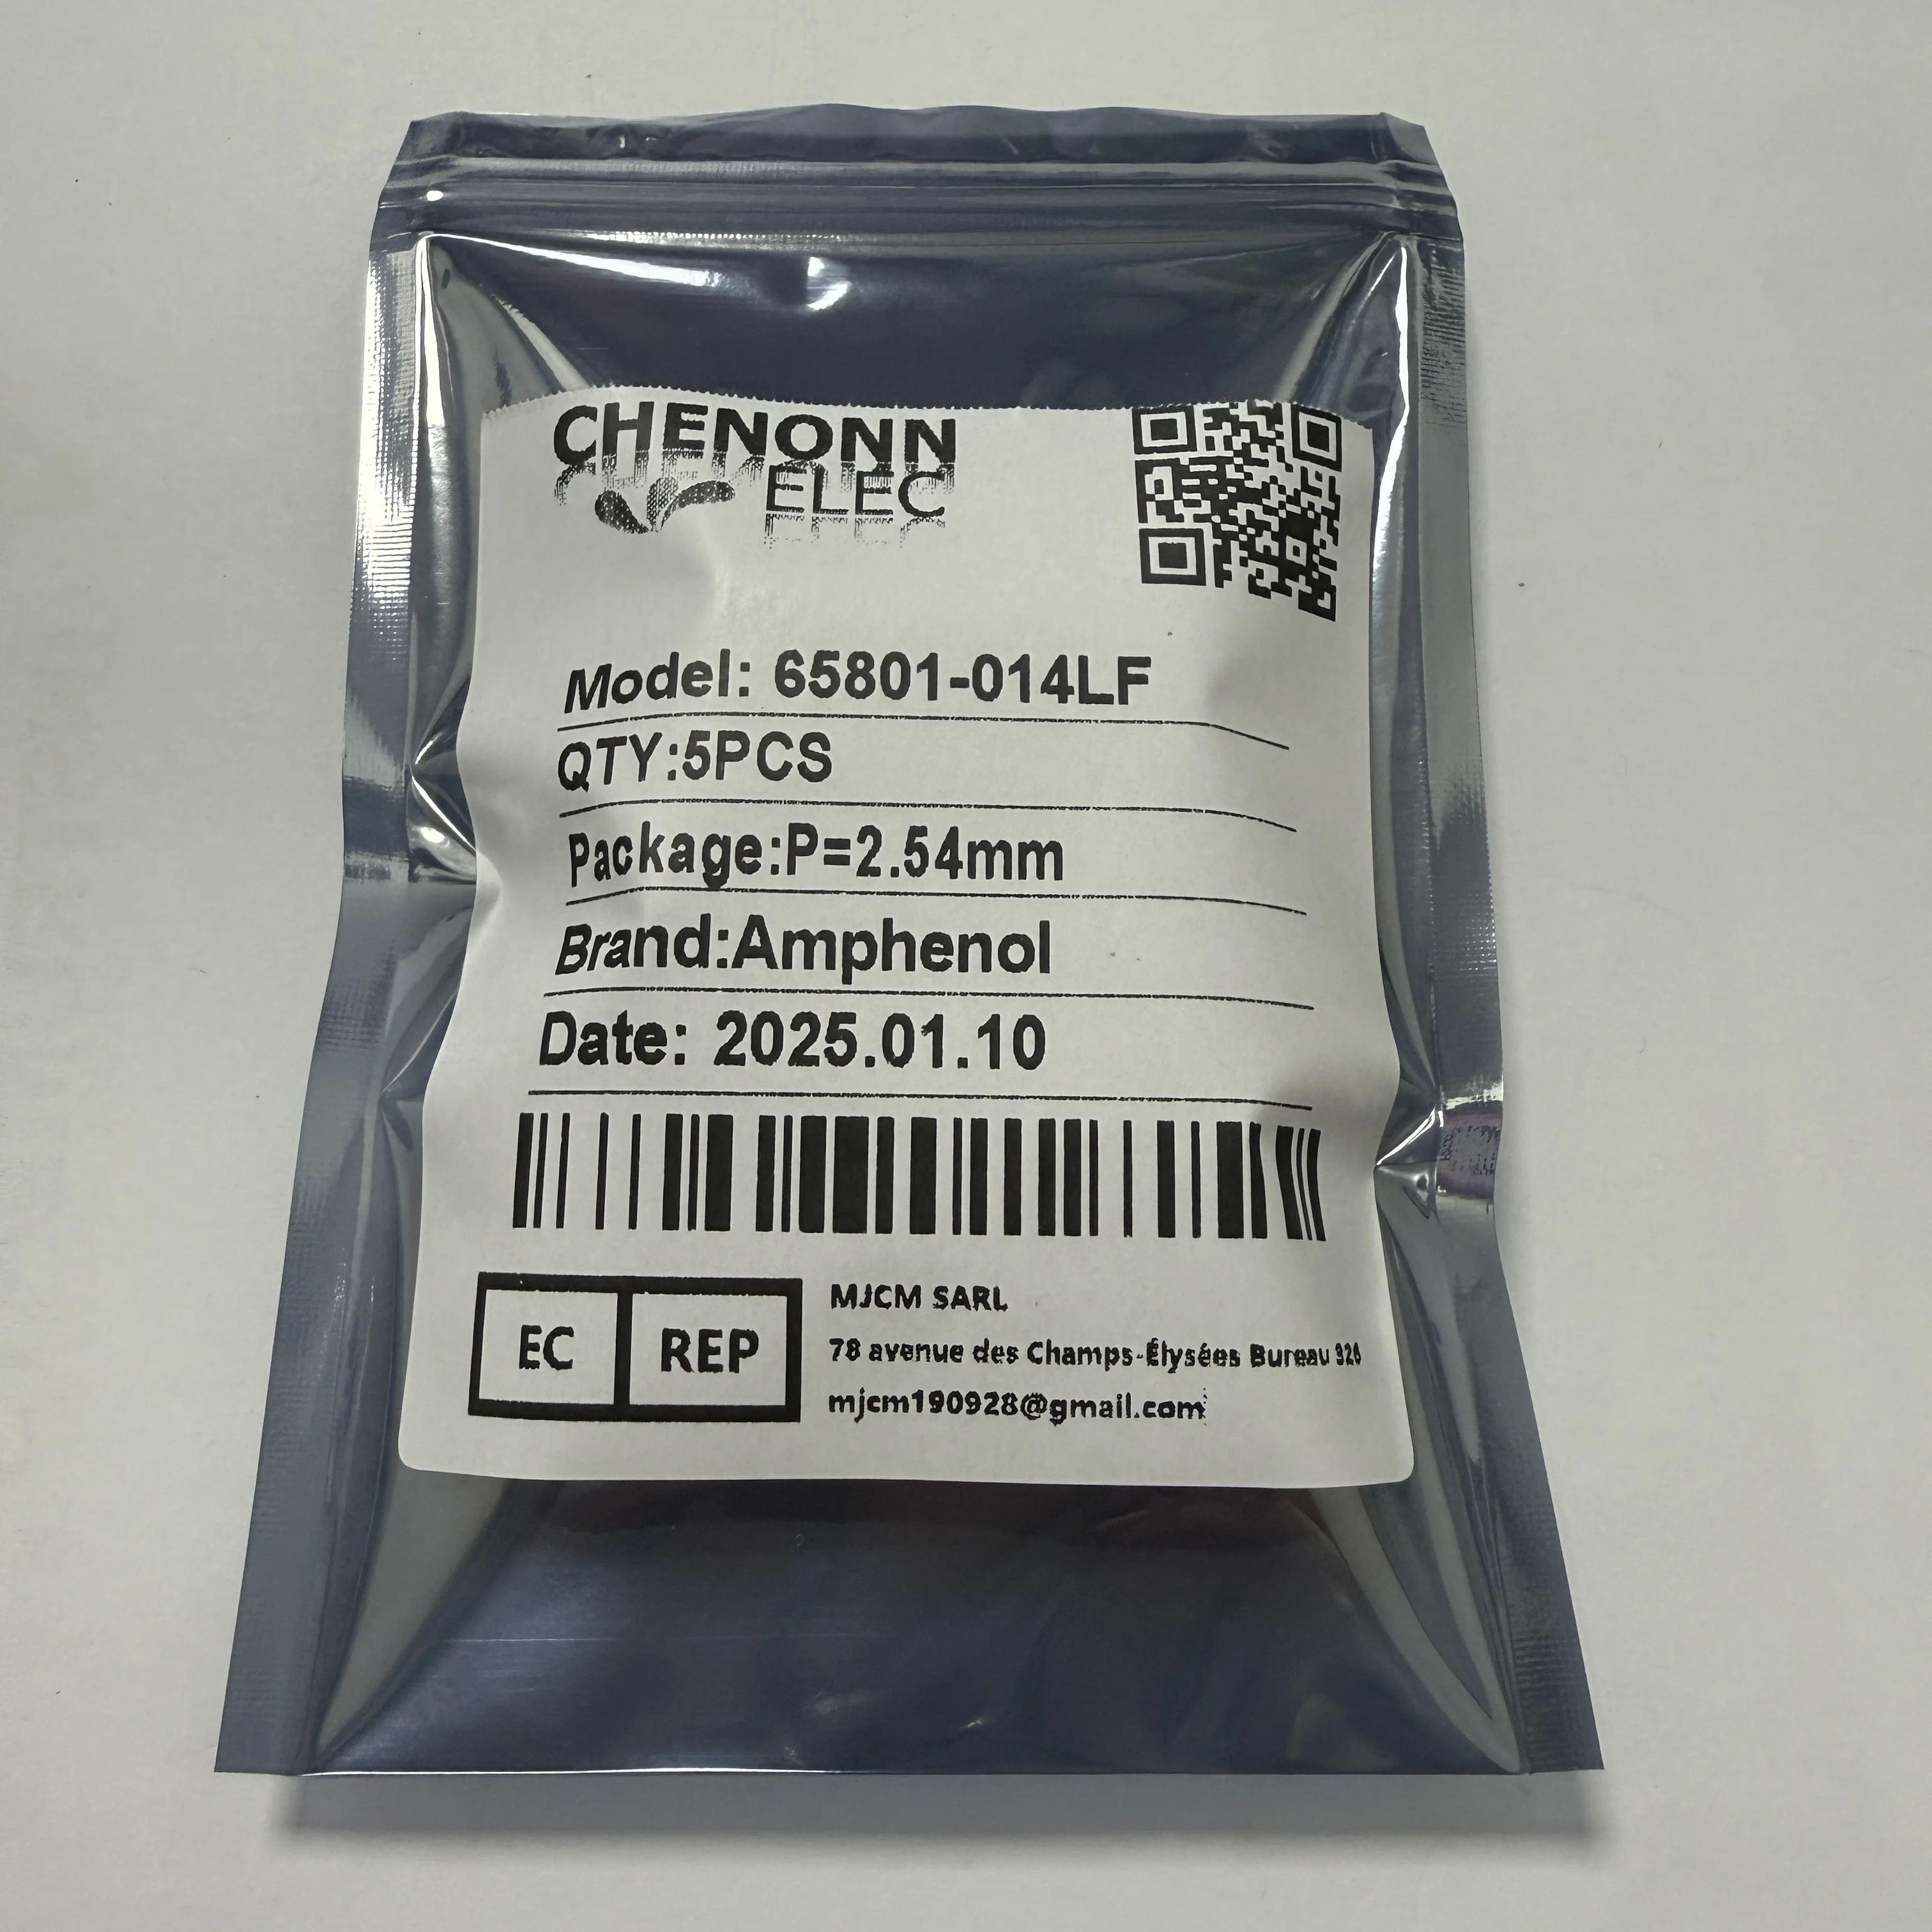 CHENONN
ELEC
Model: 65801-014LF
QTY:5PCS
Package:P=2.54mm
Brand:Amphenol
Date: 2025.01.10
EC REP
MJCM SARL
78 avenue des Champs-Élysées Bureau 326
mjcm190928@gmail.com